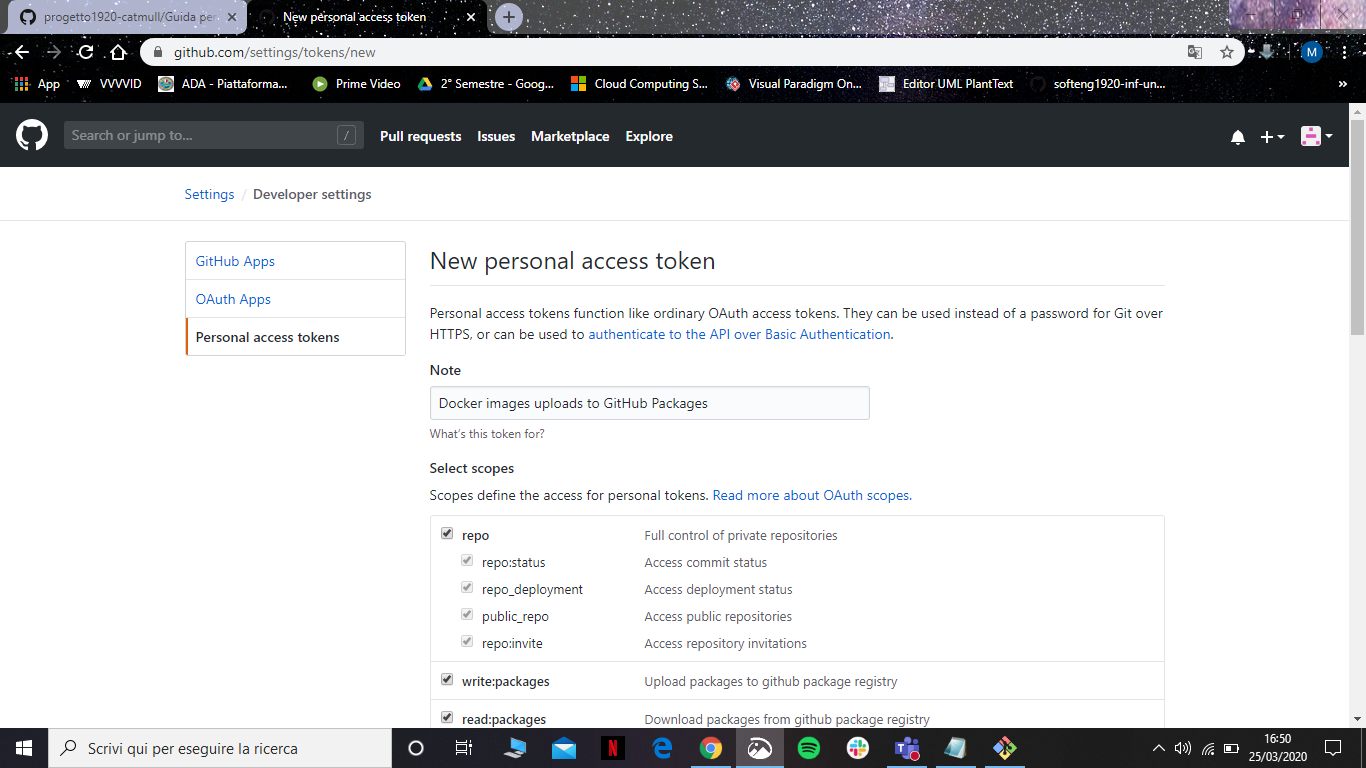 progetto1920-catmull/Guida per
New personal access token
github.com/settings/tokens/new
M
App
VVVVID
ADA - Piattaforma...
Prime Video
2° Semestre - Goog...
Cloud Computing S...
Visual Paradigm On...
Editor UML PlantText
softeng1920-inf-un...
»
Search or jump to...
/
Pull requests
Issues
Marketplace
Explore
Settings / Developer settings
GitHub Apps
OAuth Apps
Personal access tokens
New personal access token
Personal access tokens function like ordinary OAuth access tokens. They can be used instead of a password for Git over
HTTPS, or can be used to authenticate to the API over Basic Authentication.
Note
Docker images uploads to GitHub Packages
What's this token for?
Select scopes
Scopes define the access for personal tokens. Read more about OAuth scopes.
repo Full control of private repositories
repo:status Access commit status
repo_deployment Access deployment status
public_repo Access public repositories
repo:invite Access repository invitations
write:packages Upload packages to github package registry
read:packages Download packages from github package registry
Scrivi qui per eseguire la ricerca
16:50
25/03/2020